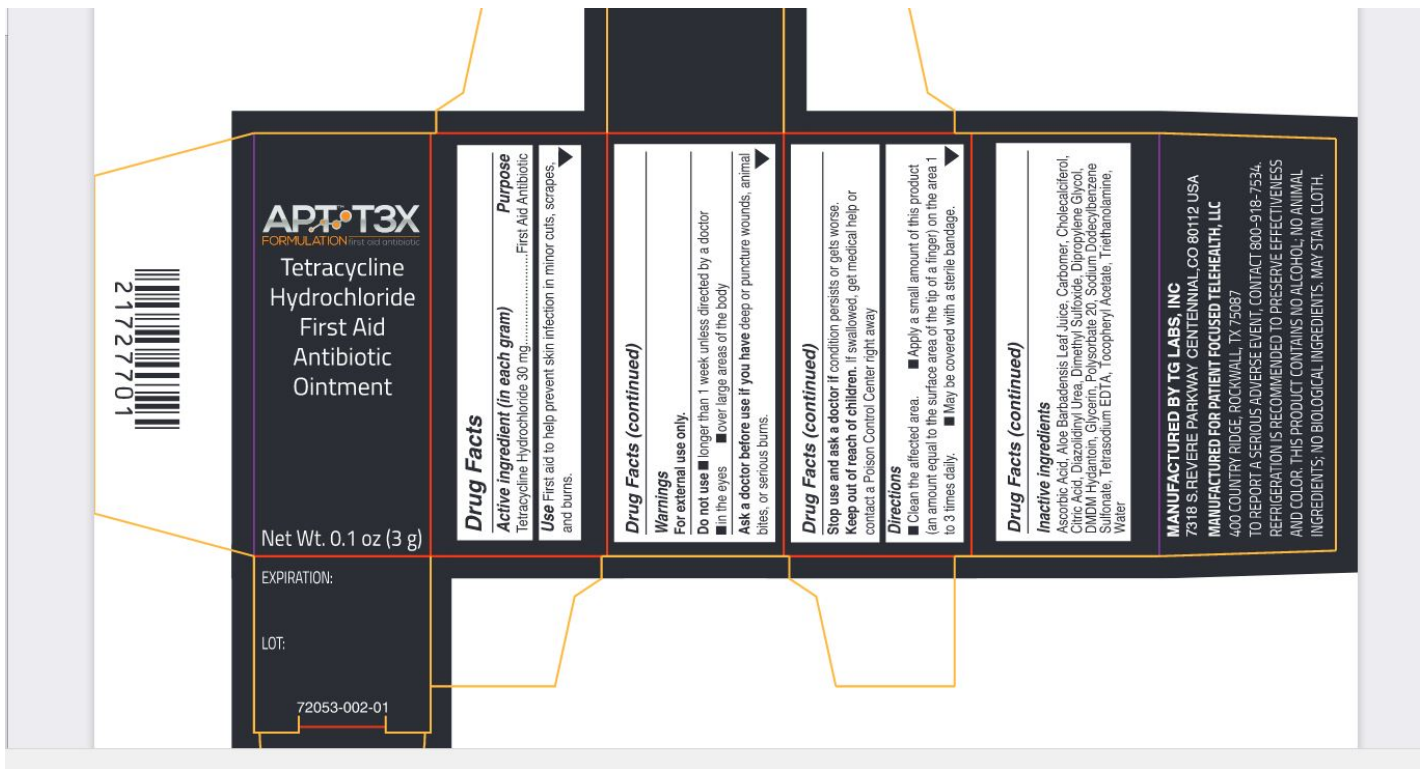 21727701
APT T3X
FORMULATION first aid antibiotic
Tetracycline
Hydrochloride
First Aid
Antibiotic
Ointment
Net Wt. 0.1 oz (3 g)
EXPIRATION:
LOT:
72053-002-01
Drug Facts
Active ingredient (in each gram) Purpose
Tetracycline Hydrochloride 30 mg..........................First Aid Antibiotic
Use First aid to help prevent skin infection in minor cuts, scrapes,
and burns.
Drug Facts (continued)
Warnings
For external use only.
Do not use ■ longer than 1 week unless directed by a doctor
■ in the eyes ■ over large areas of the body
Ask a doctor before use if you have deep or puncture wounds, animal
bites, or serious burns.
Drug Facts (continued)
Stop use and ask a doctor if condition persists or gets worse.
Keep out of reach of children. If swallowed, get medical help or
contact a Poison Control Center right away
Directions
■ Clean the affected area. ■ Apply a small amount of this product
(an amount equal to the surface area of the tip of a finger) on the area 1
to 3 times daily. ■ May be covered with a sterile bandage.
Drug Facts (continued)
Inactive ingredients
Ascorbic Acid, Aloe Barbadensis Leaf Juice, Carbomer, Cholecalciferol,
Citric Acid, Diazolidinyl Urea, Dimethyl Sulfoxide, Dipropylene Glycol,
DMDM Hydantoin, Glycerin, Polysorbate 20, Sodium Dodecylbenzene
Sulfonate, Tetrasodium EDTA, Tocopheryl Acetate, Triethanolamine,
Water
MANUFACTURED BY TG LABS, INC
7318 S.REVERE PARKWAY CENTENNIAL,CO 80112 USA
MANUFACTURED FOR PATIENT FOCUSED TELEHEALTH, LLC
400 COUNTRY RIDGE, ROCKWALL, TX 75087
TO REPORT A SERIOUS ADVERSE EVENT, CONTACT 800-918-7534.
REFRIGERATION IS RECOMMENDED TO PRESERVE EFFECTIVENESS
AND COLOR. THIS PRODUCT CONTAINS NO ALCOHOL; NO ANIMAL
INGREDIENTS; NO BIOLOGICAL INGREDIENTS. MAY STAIN CLOTH.